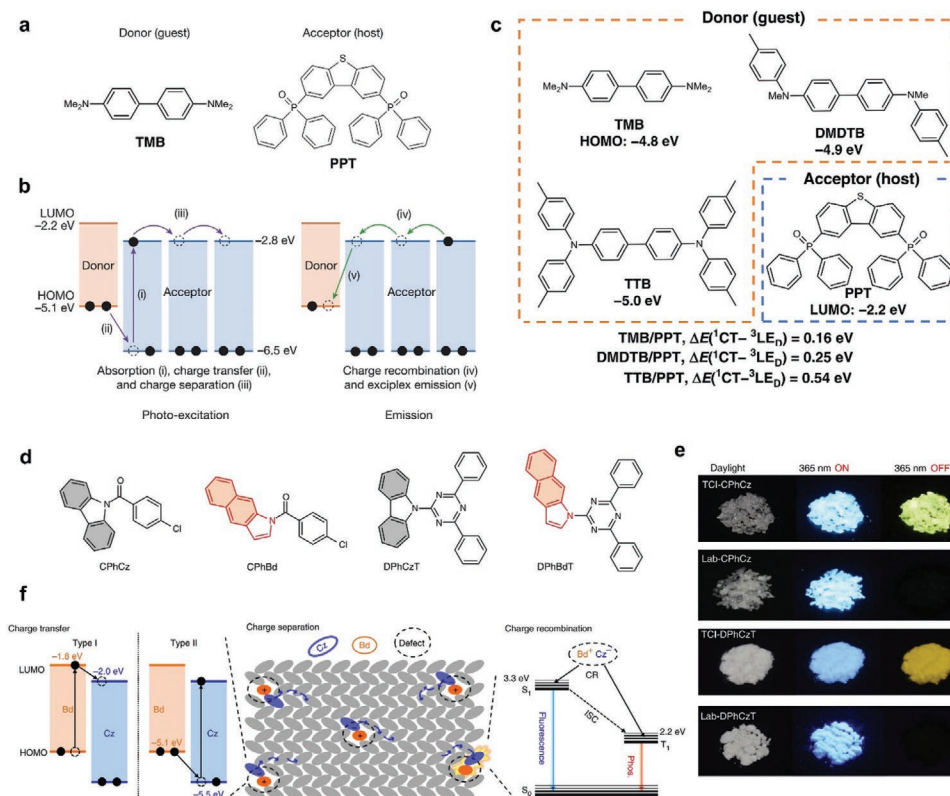 a
Donor (guest)
Acceptor (host)
Me₂N
NMe₂
TMB
S
O
P
P
O
PPT
b
LUMO
−2.2 eV
Donor
HOMO
−5.1 eV
(i)
(ii)
(iii)
Acceptor
−2.8 eV
−6.5 eV
Absorption (i), charge transfer (ii),
and charge separation (iii)
Photo-excitation
(iv)
(v)
Donor
Acceptor
Charge recombination (iv)
and exciplex emission (v)
Emission
c
Donor (guest)
Me₂N
NMe₂
TMB
HOMO: −4.8 eV
MeN
NMe
DMDTB
−4.9 eV
N
N
TTB
−5.0 eV
Acceptor (host)
S
O
P
P
O
PPT
LUMO: −2.2 eV
TMB/PPT, ΔE(¹CT− ³LE_D) = 0.16 eV
DMDTB/PPT, ΔE(¹CT−³LE_D) = 0.25 eV
TTB/PPT, ΔE(¹CT−³LE_D) = 0.54 eV
d
N
O
Cl
CPhCz
N
O
Cl
CPhBd
N
N
N
N
DPhCzT
N
N
N
N
DPhBdT
e
Daylight
365 nm ON
365 nm OFF
TCI-CPhCz
Lab-CPhCz
TCI-DPhCzT
Lab-DPhCzT
f
Charge transfer
Type I
Type II
LUMO
−1.8 eV
−2.0 eV
Bd
Cz
HOMO
Bd
Cz
−5.1 eV
−5.5 eV
Charge separation
Cz
Bd
Defect
+
+
+
+
Charge recombination
Bd⁺ Cz⁻
CR
3.3 eV
S₁
ISC
2.2 eV
T₁
Fluorescence
Phos.
S₀